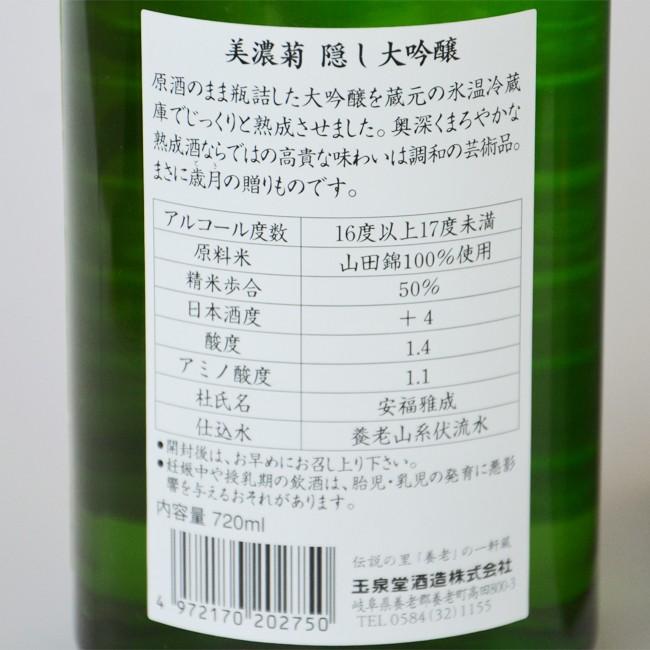 美濃菊 隠し大吟醸
原酒のまま瓶詰した大吟醸を蔵元の氷温冷蔵
庫でじっくりと熟成させました。奥深くまろやかな
熟成酒ならではの高貴な味わいは調和の芸術品。
まさに歳月の贈りものです。
アルコール度数 16度以上17度未満
原料米 山田錦100%使用
精米歩合 50%
日本酒度 +4
酸度 1.4
アミノ酸度 1.1
杜氏名 安福雅成
仕込水 養老山系伏流水
●開封後は、お早めにお召し上り下さい。
●妊娠中や授乳期の飲酒は、胎児・乳児の発育に悪影
響を与えるおそれがあります。
内容量 720ml
伝説の里「養老」の一軒蔵
玉泉堂酒造株式会社
岐阜県養老郡養老町高田800-3
TEL 0584(32)1155
4 972170 202750